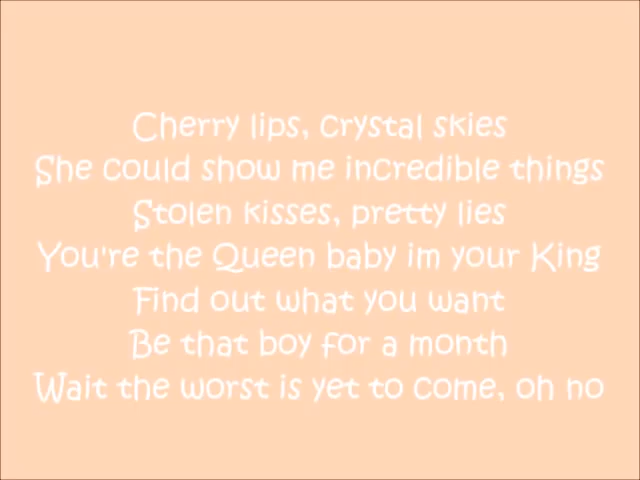 Cherry lips, crystal skies
She could show me incredible things
Stolen kisses, pretty lies
You're the Queen baby im your King
Find out what you want
Be that boy for a month
Wait the worst is yet to come, oh no